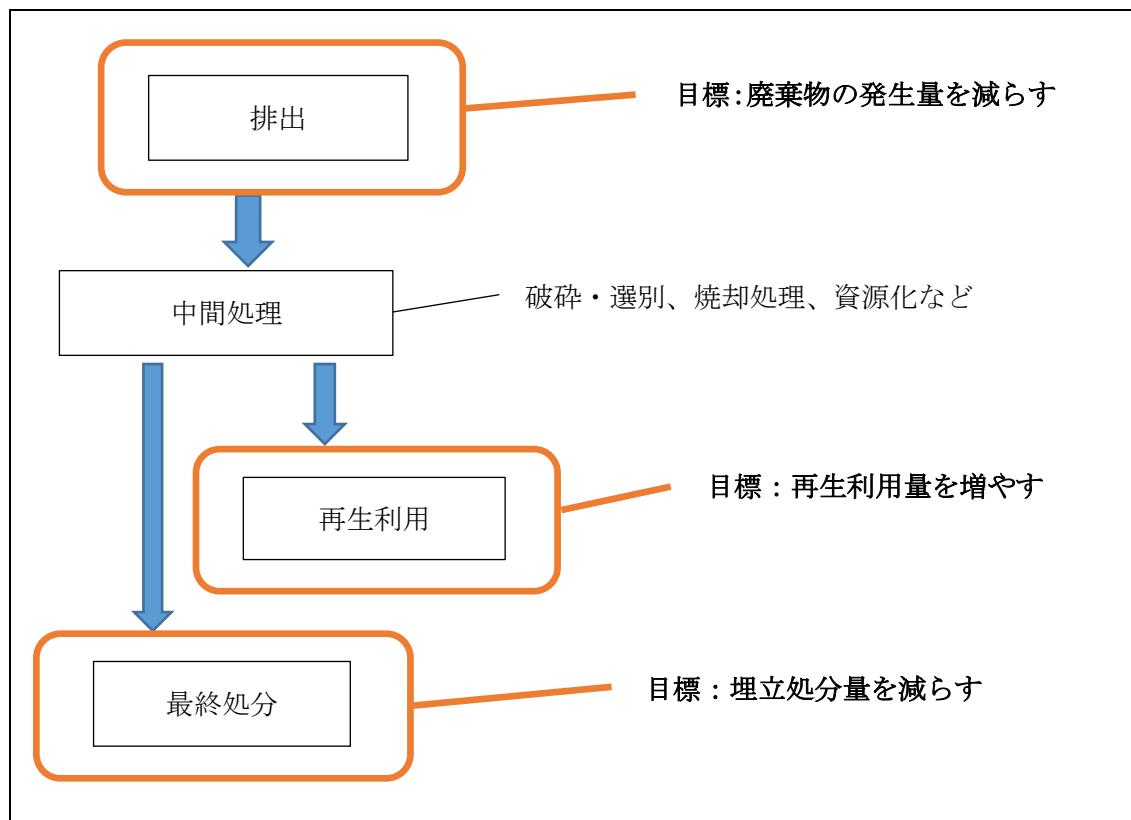 排出
目標：廃棄物の発生量を減らす
中間処理
破砕・選別、焼却処理、資源化など
再生利用
目標：再生利用量を増やす
最終処分
目標：埋立処分量を減らす